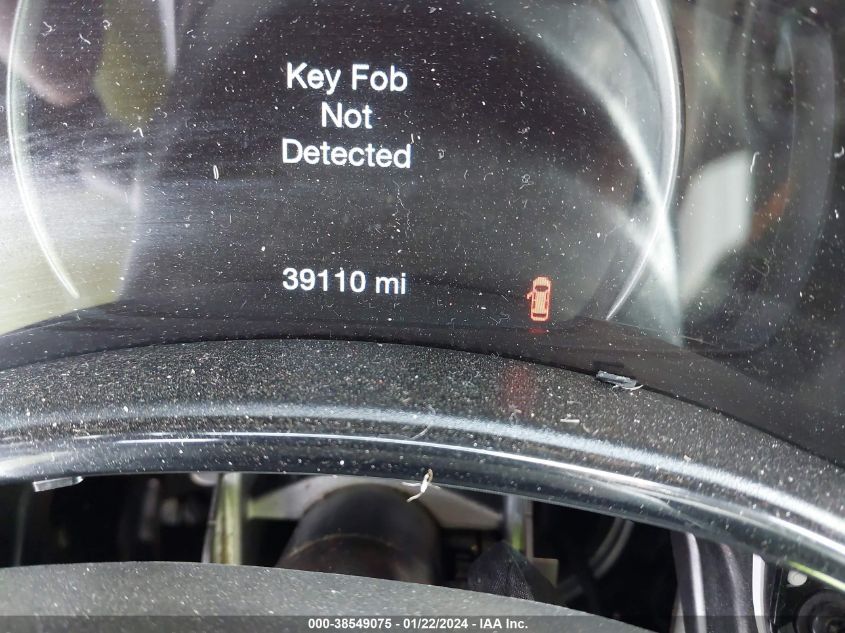 Key Fob
Not
Detected
39110 mi
000-38549075 - 01/22/2024 - IAA Inc.